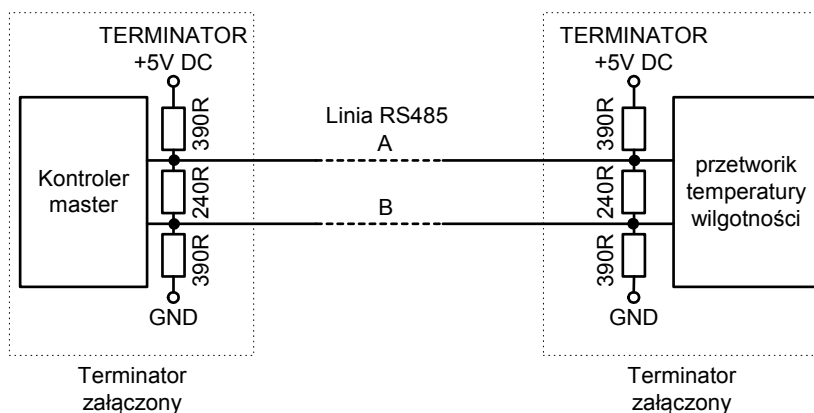 TERMINATOR
+5V DC
390R
240R
390R
GND
Kontroler
master
Linia RS485
A
B
TERMINATOR
+5V DC
390R
240R
390R
GND
przetworik
temperatury
wilgotności
Terminator
załączony
Terminator
załączony